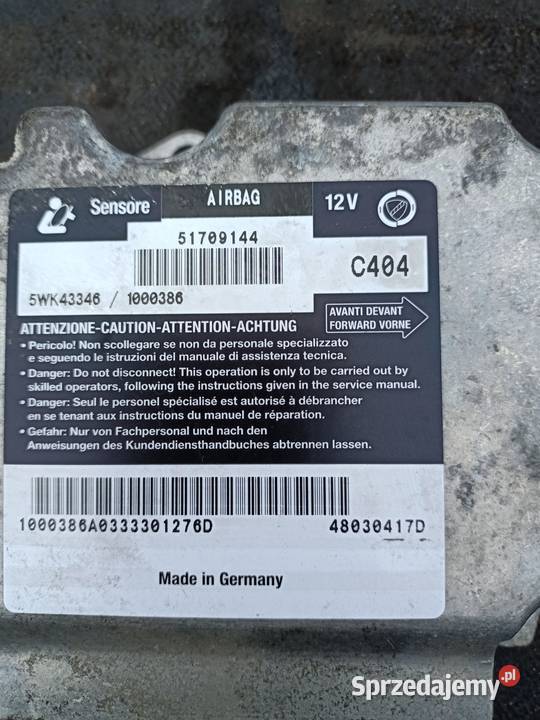 Sensore AIRBAG 12V
51709144
C404
5WK43346 / 1000386
ATTENZIONE-CAUTION-ATTENTION-ACHTUNG
AVANTI DEVANT
FORWARD VORNE
• Pericolo! Non scollegare se non da personale specializzato
e seguendo le istruzioni del manuale di assistenza tecnica.
• Danger: Do not disconnect! This operation is only to be carried out by
skilled operators, following the instructions given in the service manual.
• Danger: Seul le personel spécialisé est autorisé à débrancher
en se tenant aux instructions du manuel de réparation.
• Gefahr: Nur von Fachpersonal und nach den
Anweisungen des Kundendiensthandbuches abtrennen lassen.
1000386A0333301276D 48030417D
Made in Germany
Sprzedajemy.pl